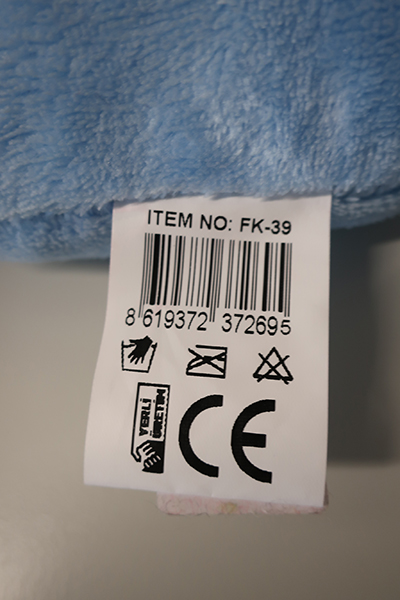 ITEM NO: FK-39
8 619372 372695
YERLİ
ÜRETİM
CE